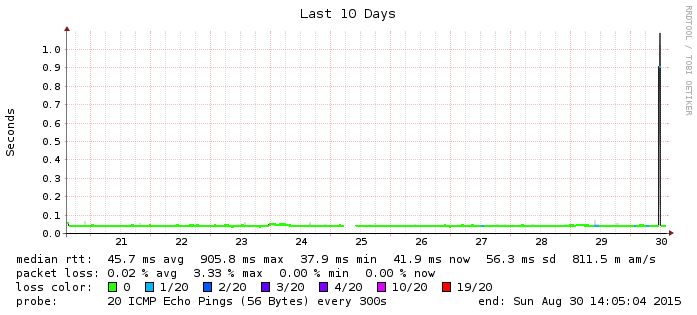 Last 10 Days
RRDTOOL / TOBI OETIKER
Seconds
1.0
0.9
0.8
0.7
0.6
0.5
0.4
0.3
0.2
0.1
0.0
21 22 23 24 25 26 27 28 29 30
median rtt: 45.7 ms avg 905.8 ms max 37.9 ms min 41.9 ms now 56.3 ms sd 811.5 m am/s
packet loss: 0.02 % avg 3.33 % max 0.00 % min 0.00 % now
loss color: 0 1/20 2/20 3/20 4/20 10/20 19/20
probe: 20 ICMP Echo Pings (56 Bytes) every 300s end: Sun Aug 30 14:05:04 2015